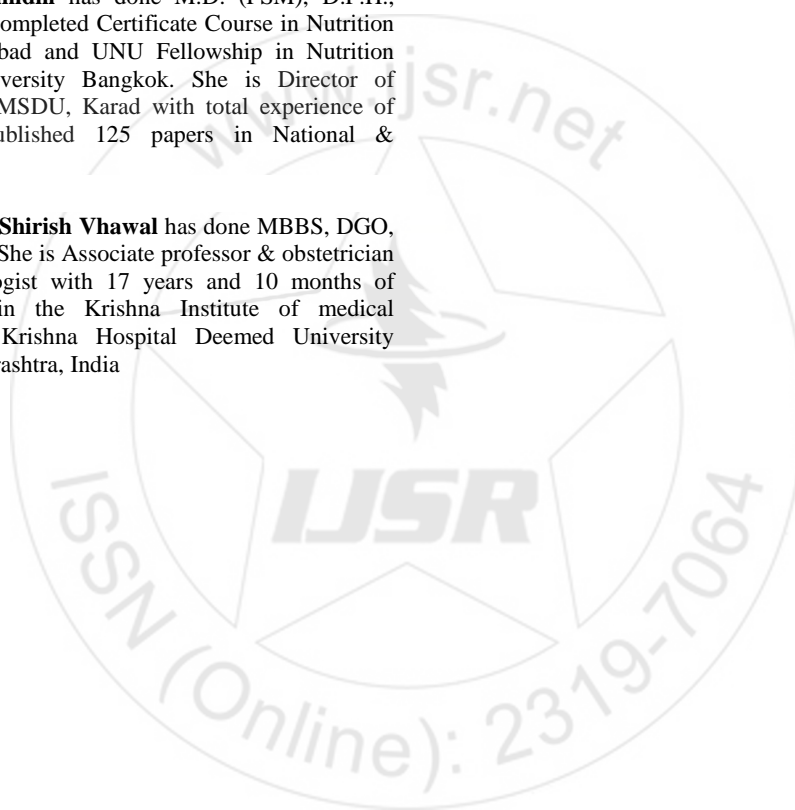 has done M.D. (PSM), D.P.H.,
ompleted Certificate Course in Nutrition
bad and UNU Fellowship in Nutrition
iversity Bangkok. She is Director of
MSDU, Karad with total experience of
ublished 125 papers in National &
Shirish Vhawal has done MBBS, DGO,
She is Associate professor & obstetrician
ogist with 17 years and 10 months of
in the Krishna Institute of medical
Krishna Hospital Deemed University
rashtra, India
www.ijsr.net
IJSR
ISSN (Online): 2319-7064